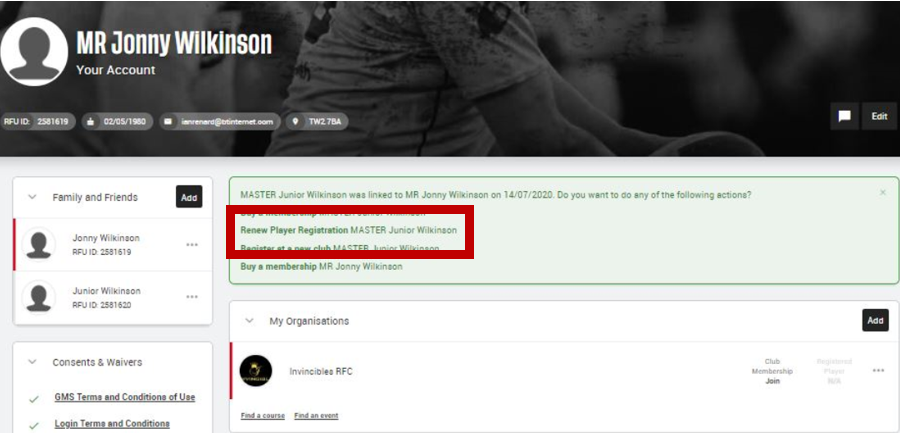 MR Jonny Wilkinson
Your Account
RFU ID: 2581619 02/05/1980 ianrenard@trinternet.com TW2 7BA
Edit
Family and Friends Add
Jonny Wilkinson
RFU ID: 2581619
Junior Wilkinson
RFU ID: 2581620
Consents & Waivers
GMS Terms and Conditions of Use
Login Terms and Conditions
MASTER Junior Wilkinson was linked to MR Jonny Wilkinson on 14/07/2020. Do you want to do any of the following actions? ×
Buy a membership MASTER Junior Wilkinson
Renew Player Registration MASTER Junior Wilkinson
Register at a new club MASTER Junior Wilkinson
Buy a membership MR Jonny Wilkinson
My Organisations Add
Invincibles RFC
Club
Membership
Join
Registered
Player
N/A
Find a course Find an event